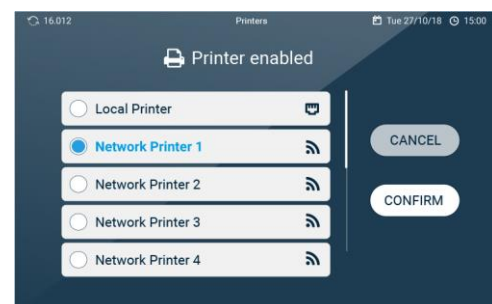 16.012 Printers Tue 27/10/18 15:00
Printer enabled
Local Printer
Network Printer 1
Network Printer 2
Network Printer 3
Network Printer 4
CANCEL
CONFIRM